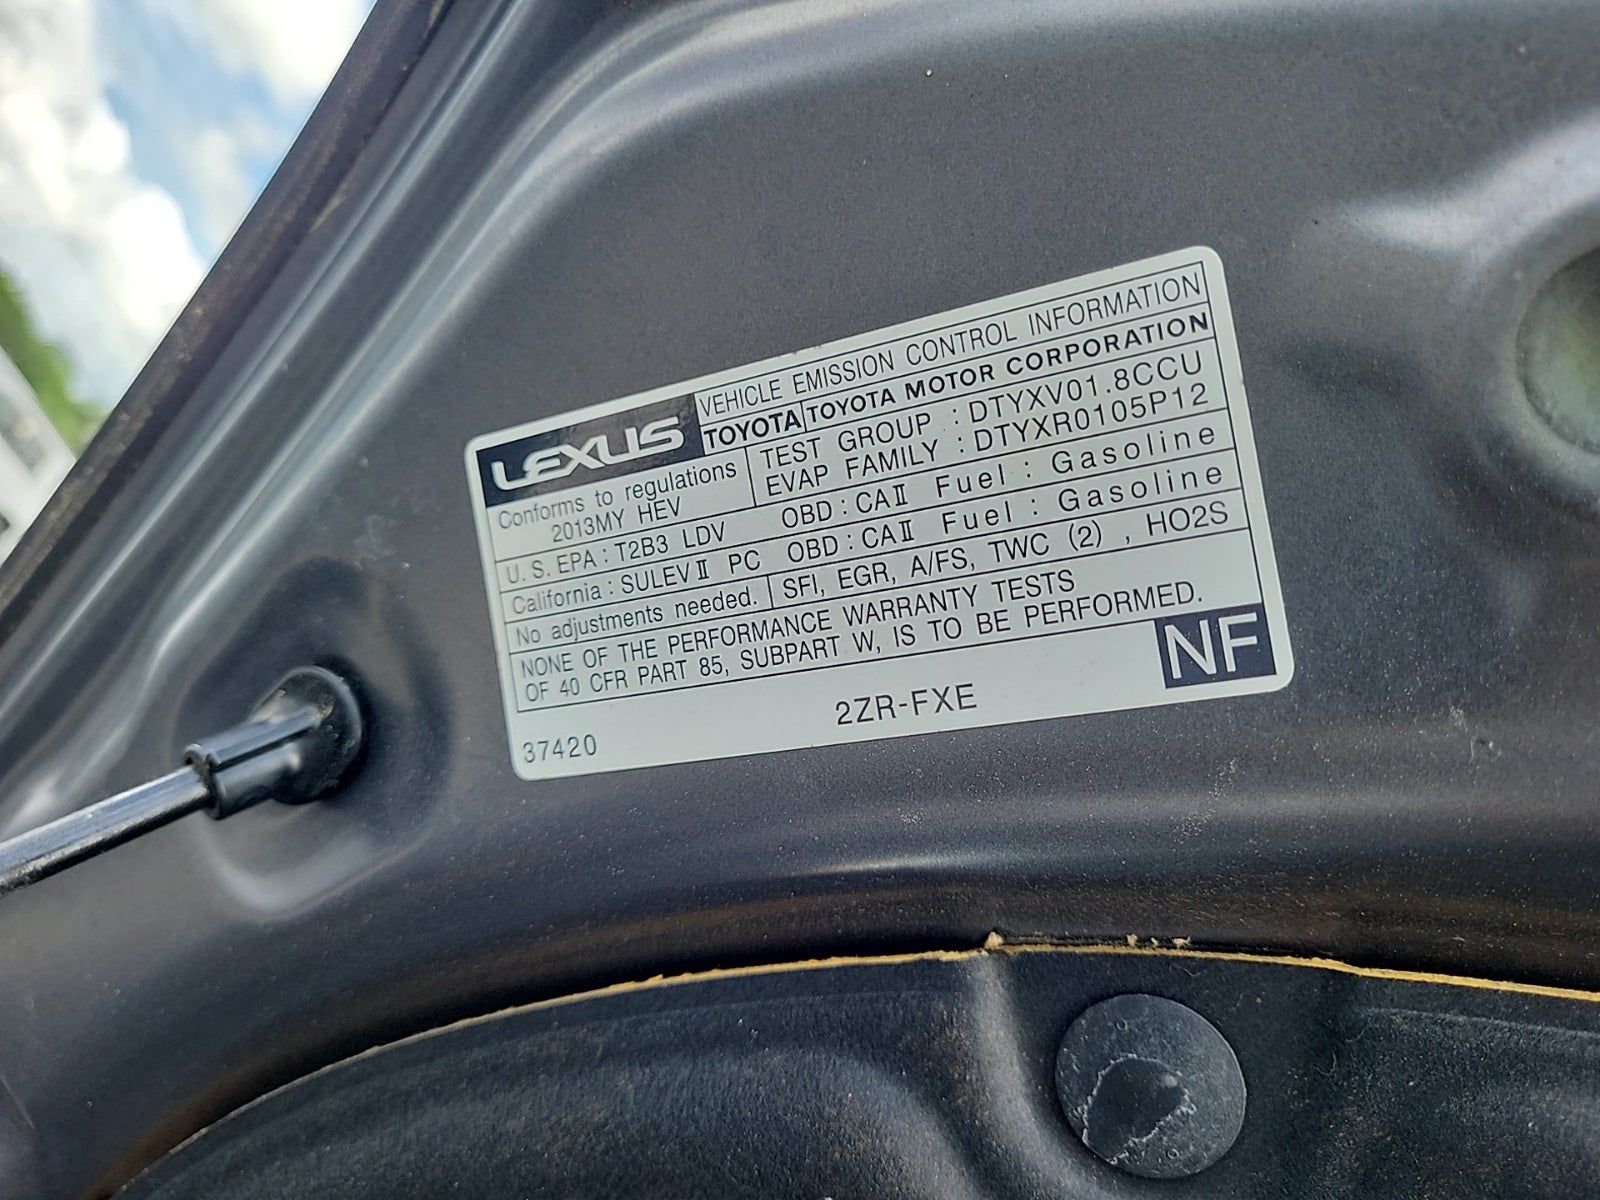 LEXUS
VEHICLE EMISSION CONTROL INFORMATION
TOYOTA TOYOTA MOTOR CORPORATION
Conforms to regulations
2013MY HEV
TEST GROUP : DTYXV01.8CCU
EVAP FAMILY : DTYXR0105P12
U.S. EPA : T2B3 LDV OBD : CAⅡ Fuel : Gasoline
California : SULEVⅡ PC OBD : CAⅡ Fuel : Gasoline
No adjustments needed. SFI, EGR, A/FS, TWC (2) , HO2S
NONE OF THE PERFORMANCE WARRANTY TESTS
OF 40 CFR PART 85, SUBPART W, IS TO BE PERFORMED.
NF
2ZR-FXE
37420